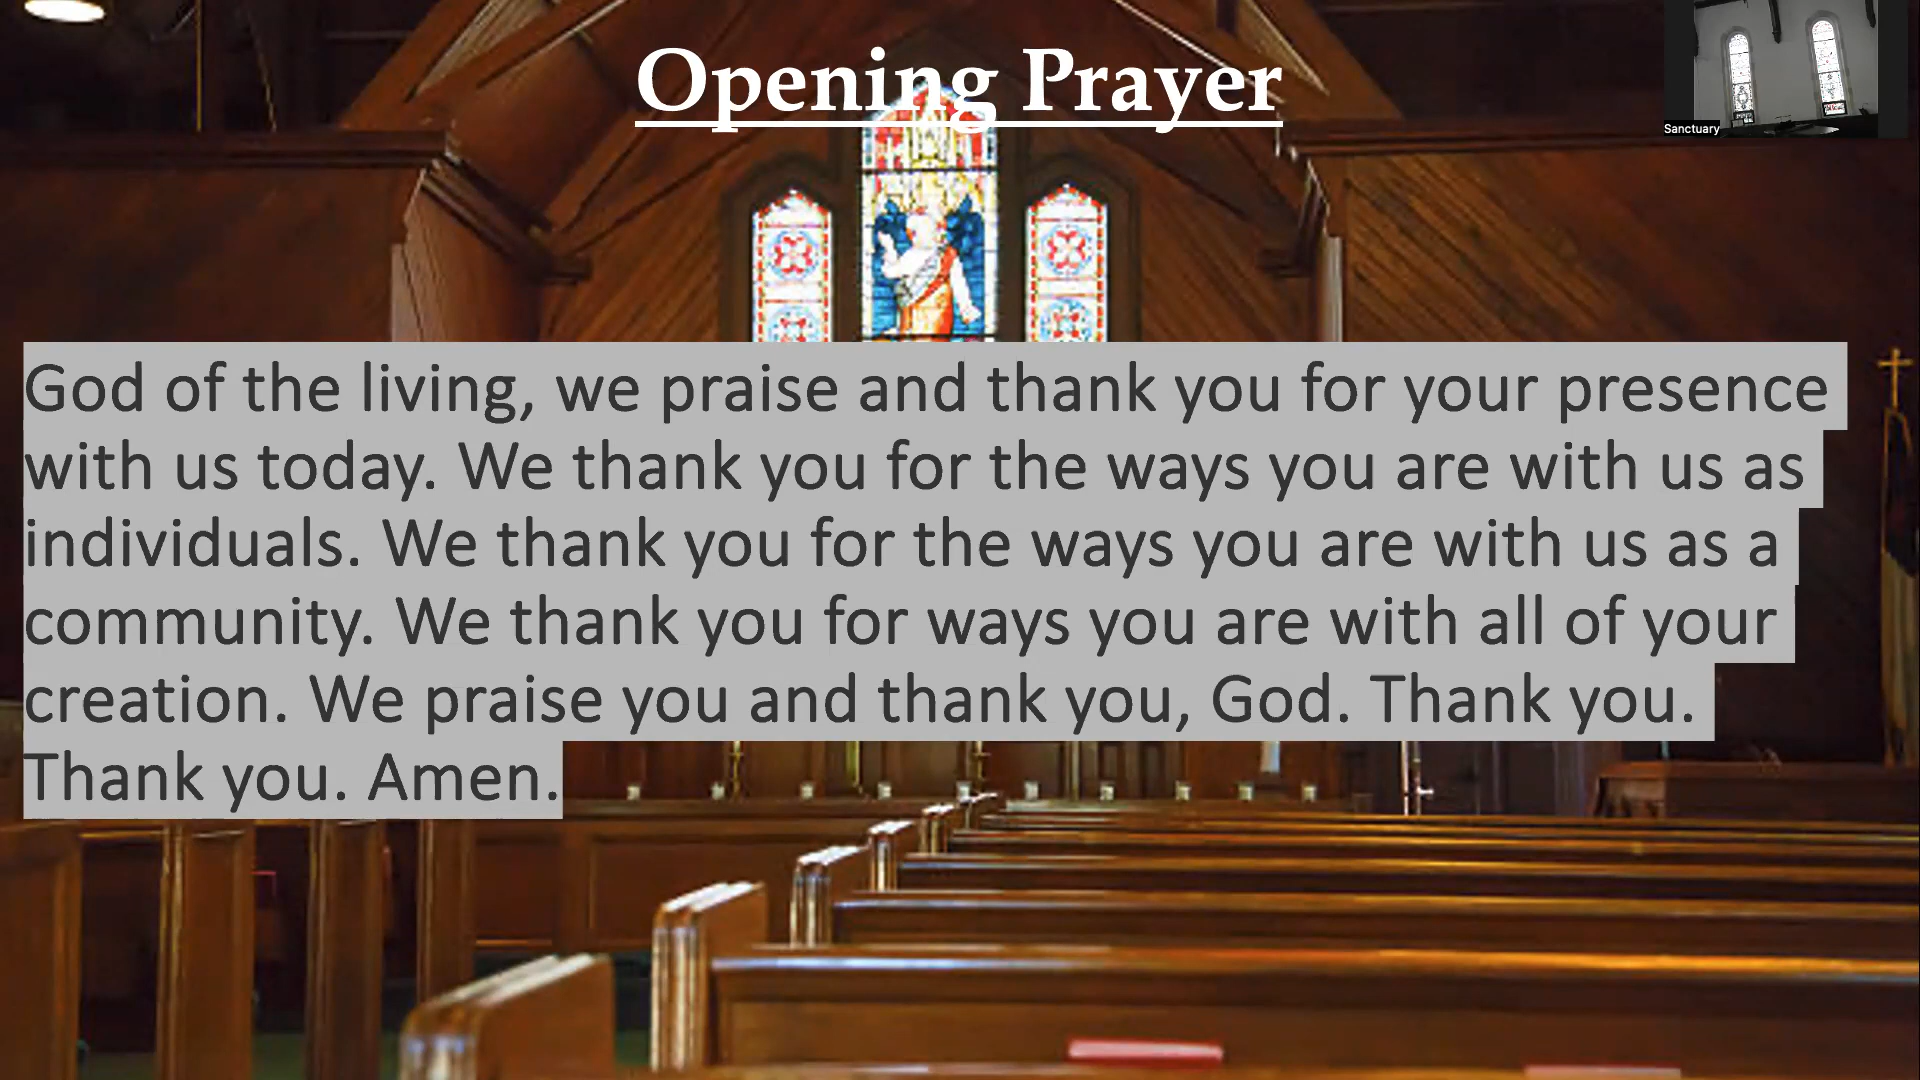 Opening Prayer
Sanctuary
God of the living, we praise and thank you for your presence
with us today. We thank you for the ways you are with us as
individuals. We thank you for the ways you are with us as a
community. We thank you for ways you are with all of your
creation. We praise you and thank you, God. Thank you.
Thank you. Amen.